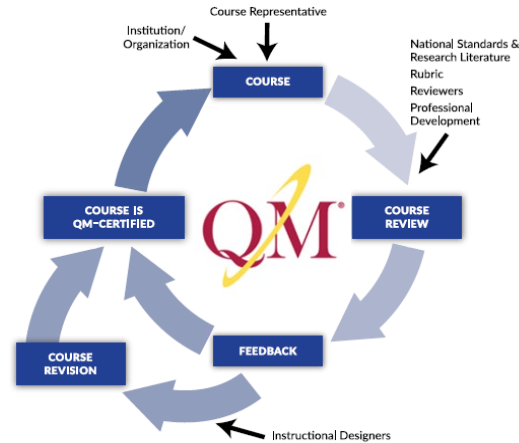 Course Representative
Institution/
Organization
COURSE
National Standards &
Research Literature
Rubric
Reviewers
Professional
Development
COURSE IS
QM-CERTIFIED
QM®
COURSE
REVIEW
FEEDBACK
COURSE
REVISION
Instructional Designers